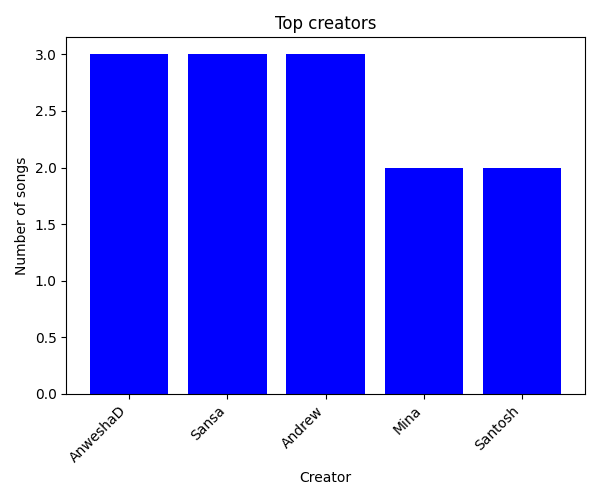 Top creators
Number of songs
3.0
2.5
2.0
1.5
1.0
0.5
0.0
AnweshaD
Sansa
Andrew
Mina
Santosh
Creator